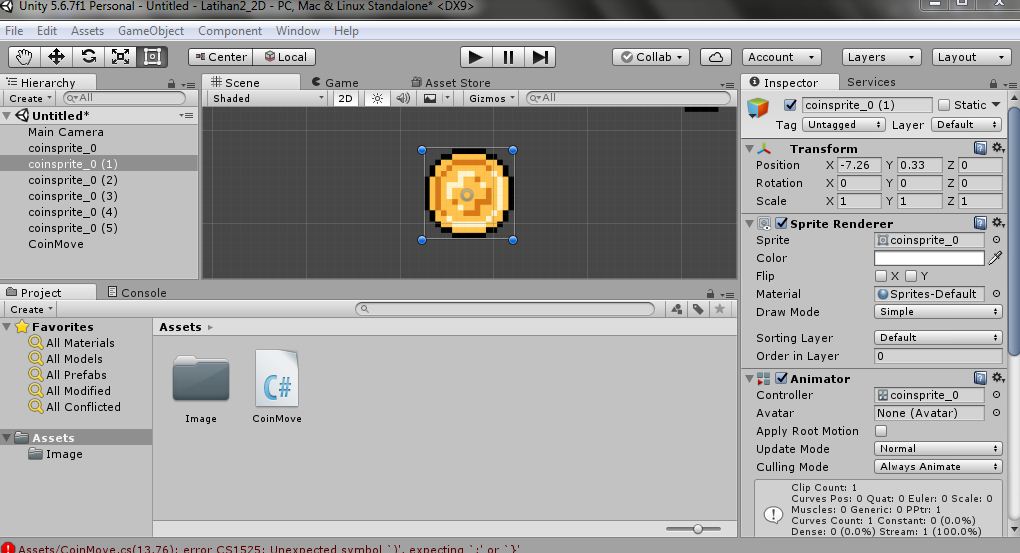 Unity 5.6.7f1 Personal - Untitled - Latihan2_2D - PC, Mac & Linux Standalone* <DX9>
File Edit Assets GameObject Component Window Help
Center Local Collab Account Layers Layout
Hierarchy
Create All
Untitled*
Main Camera
coinsprite_0
coinsprite_0 (1)
coinsprite_0 (2)
coinsprite_0 (3)
coinsprite_0 (4)
coinsprite_0 (5)
CoinMove
Scene Game Asset Store
Shaded 2D Gizmos All
Inspector Services
coinsprite_0 (1) Static
Tag Untagged Layer Default
Transform
Position X -7.26 Y 0.33 Z 0
Rotation X 0 Y 0 Z 0
Scale X 1 Y 1 Z 1
Sprite Renderer
Sprite coinsprite_0
Color
Flip X Y
Material Sprites-Default
Draw Mode Simple
Sorting Layer Default
Order in Layer 0
Animator
Controller coinsprite_0
Avatar None (Avatar)
Apply Root Motion
Update Mode Normal
Culling Mode Always Animate
Clip Count: 1
Curves Pos: 0 Quat: 0 Euler: 0 Scale: 0
Muscles: 0 Generic: 0 PPtr: 1
Curves Count: 1 Constant: 0 (0.0%)
Dense: 0 (0.0%) Stream: 1 (100.0%)
Project Console
Create
Favorites
All Materials
All Models
All Prefabs
All Modified
All Conflicted
Assets
Image
Assets
Image CoinMove
C#
Assets/CoinMove.cs(13,76): error CS1525: Unexpected symbol `)', expecting `;' or `}'